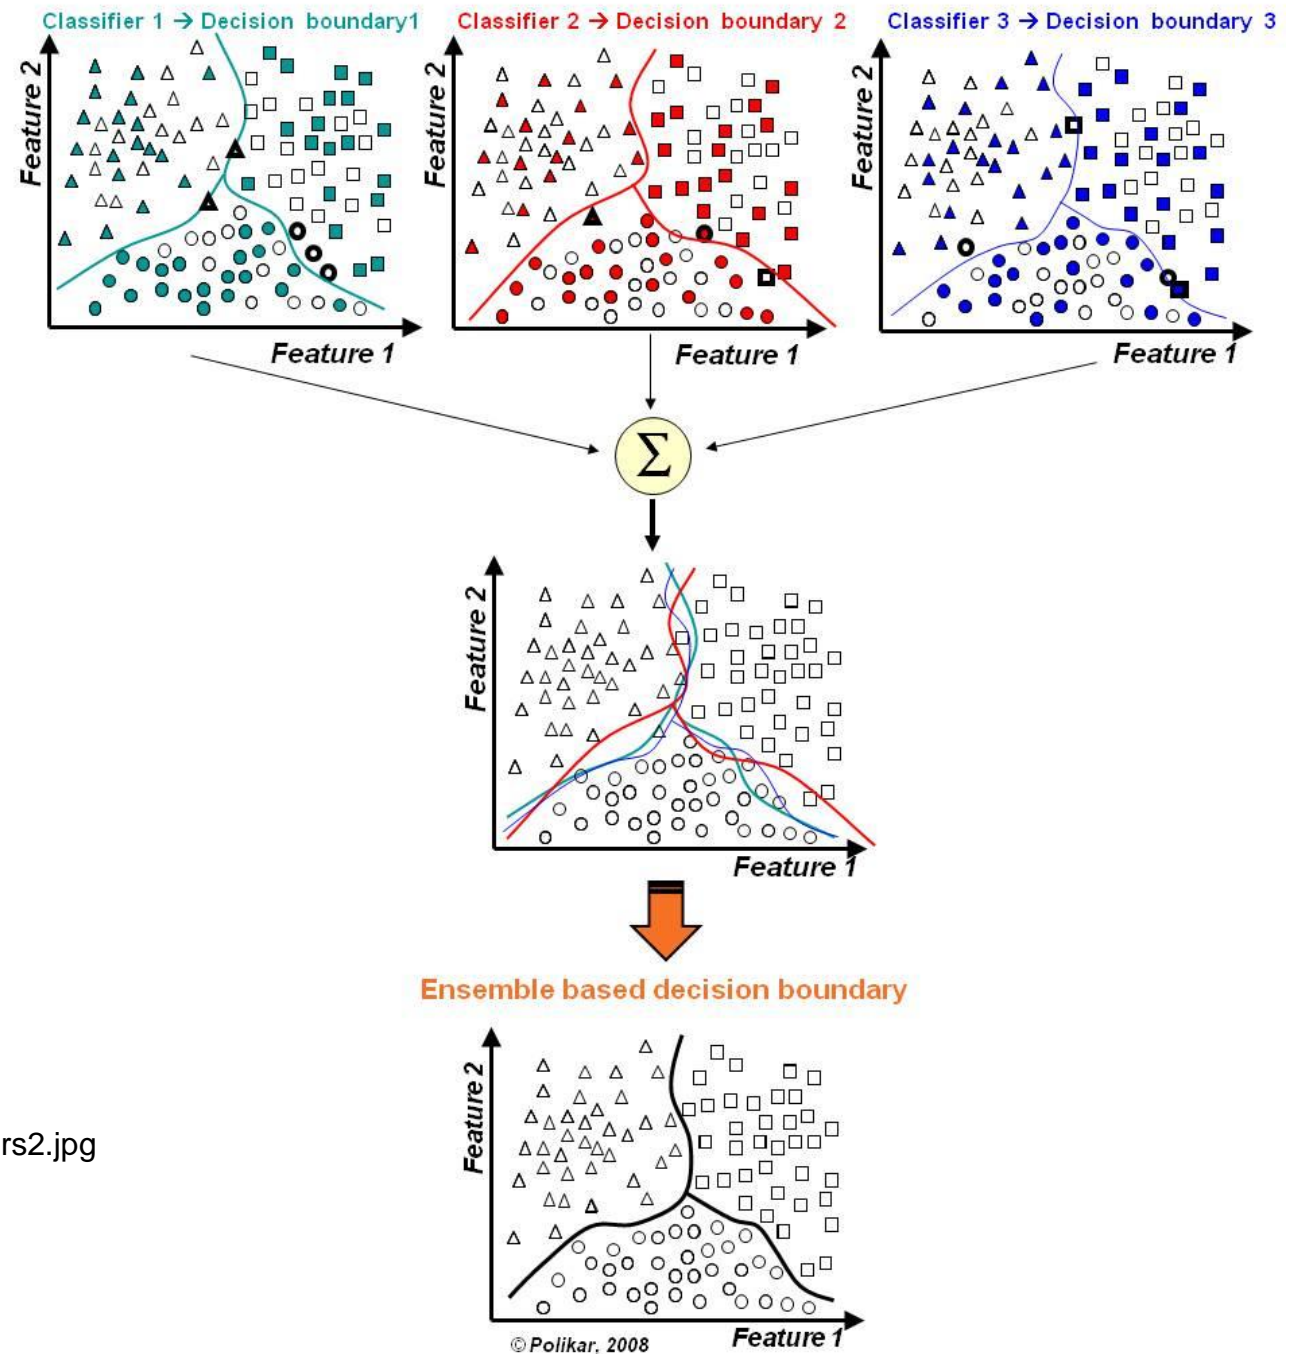 Classifier 1 → Decision boundary1
Classifier 2 → Decision boundary 2
Classifier 3 → Decision boundary 3
Feature 2
Feature 2
Feature 2
Feature 1
Feature 1
Feature 1
Σ
Feature 2
Feature 1
Ensemble based decision boundary
Feature 2
rs2.jpg
Feature 1
© Polikar, 2008